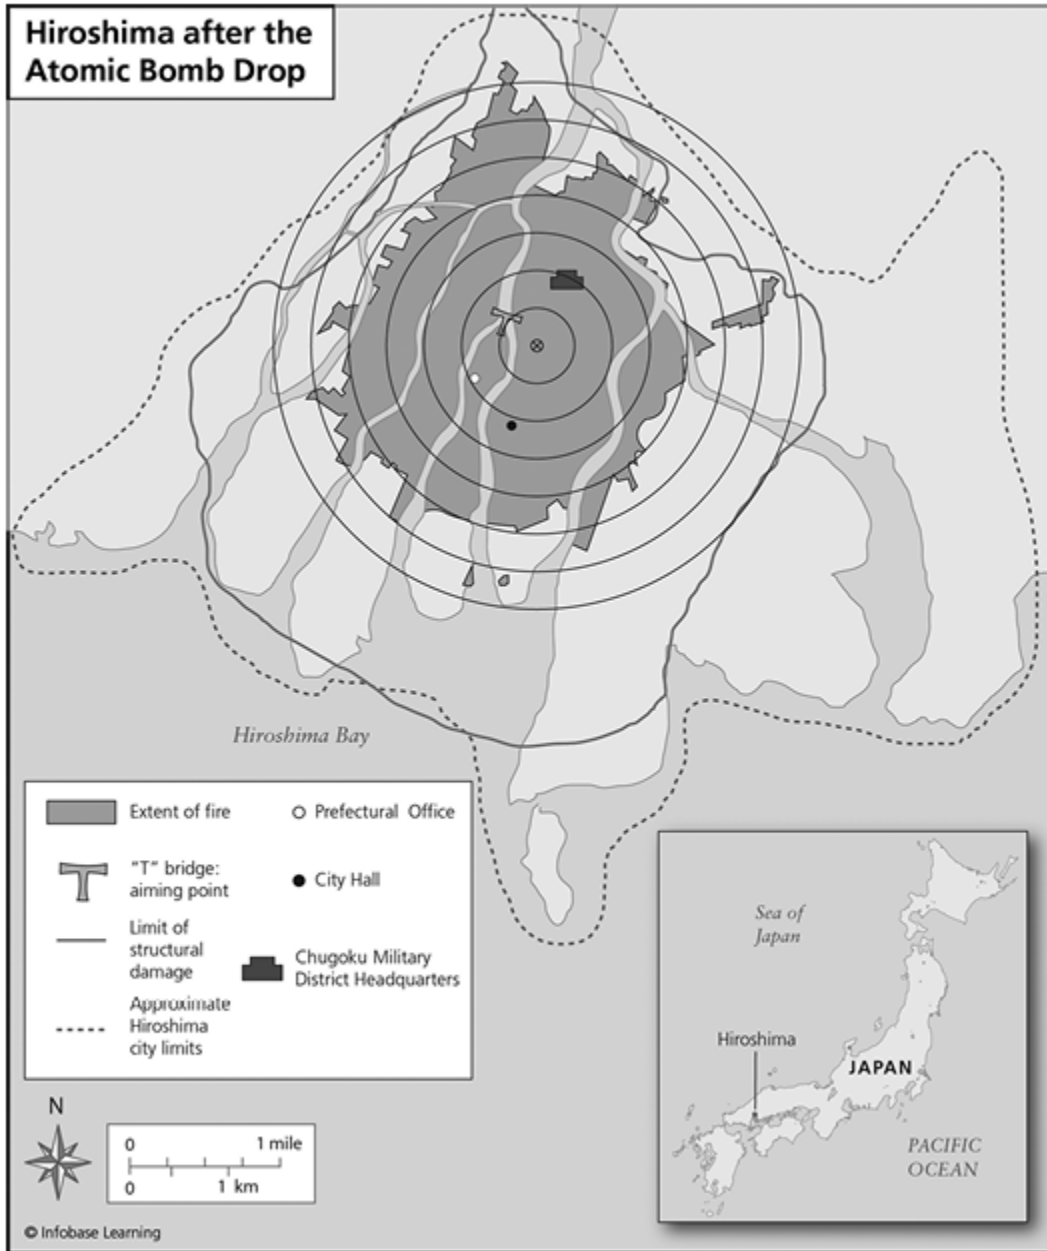 Hiroshima after the
Atomic Bomb Drop
Hiroshima Bay
Extent of fire
Prefectural Office
"T" bridge:
aiming point
City Hall
Limit of
structural
damage
Chugoku Military
District Headquarters
Approximate
Hiroshima
city limits
N
0 1 mile
0 1 km
© Infobase Learning
Sea of
Japan
Hiroshima
JAPAN
PACIFIC
OCEAN